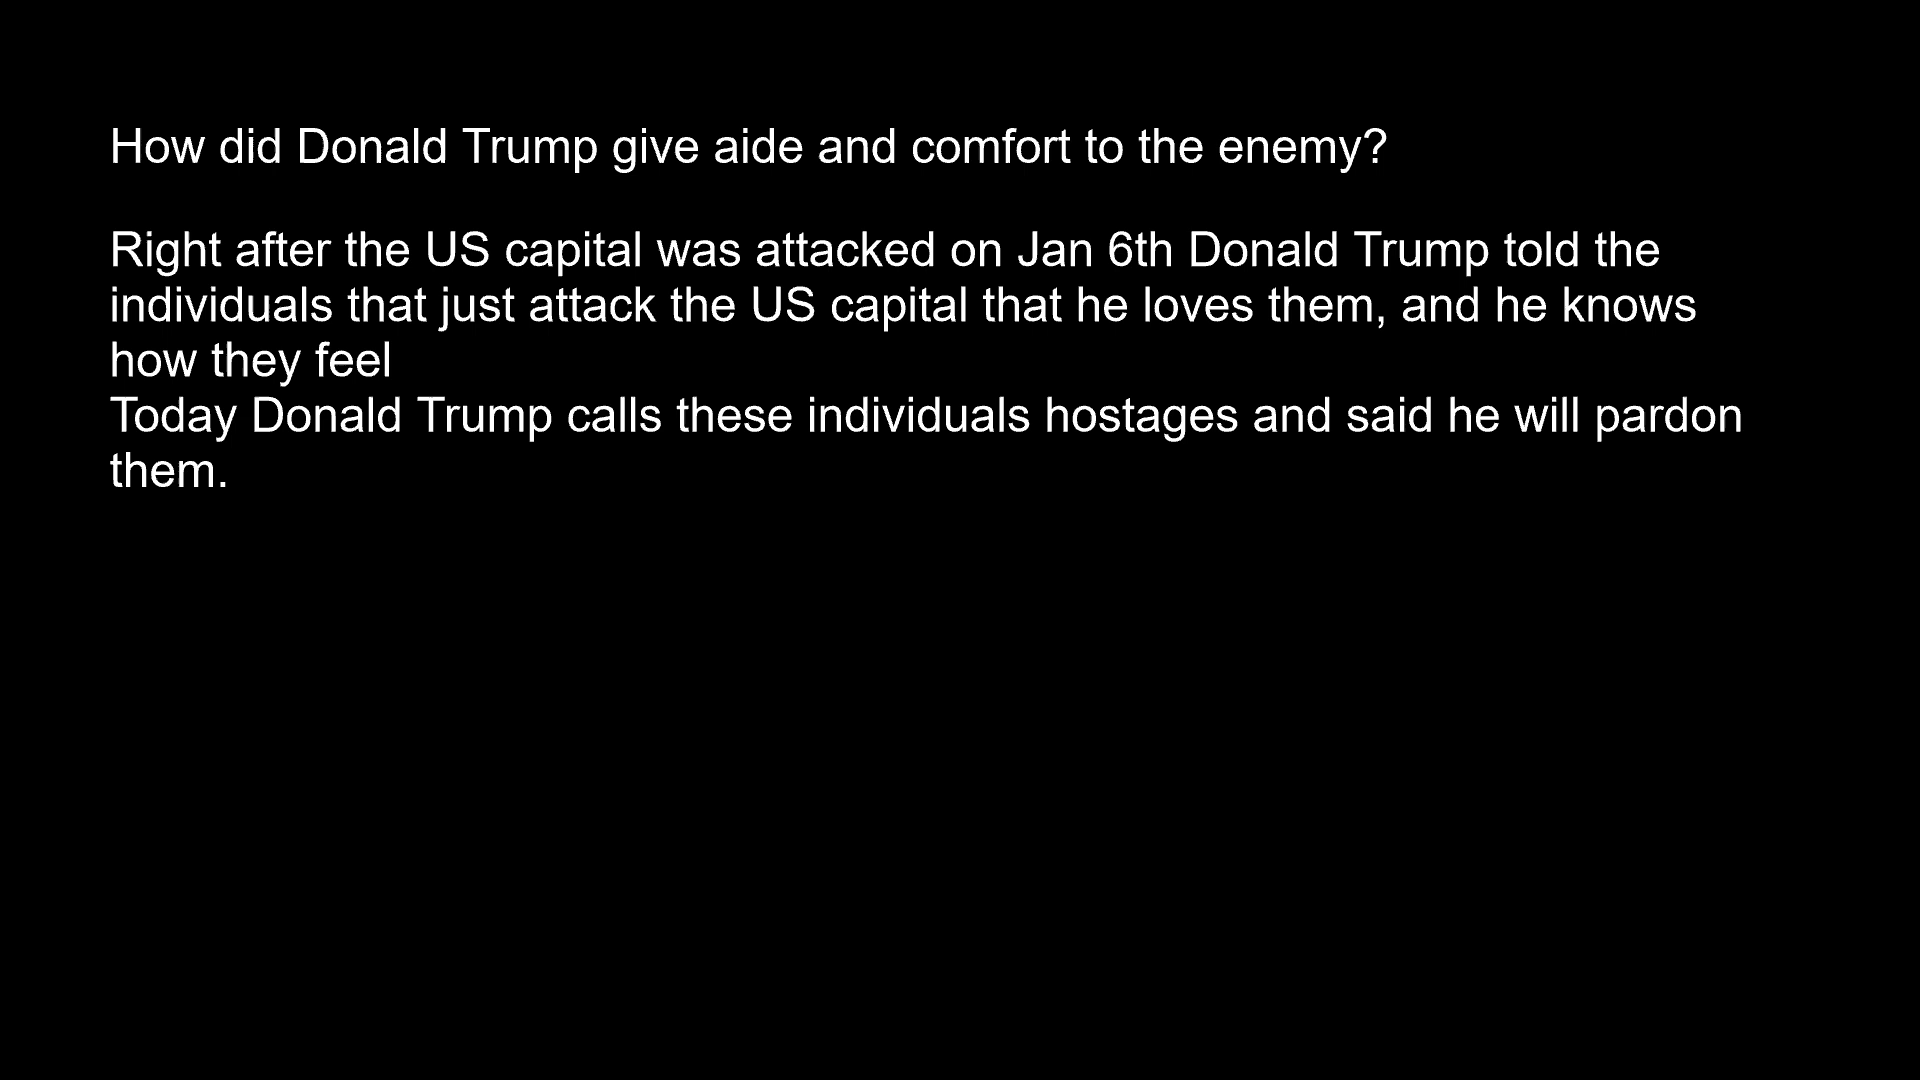 How did Donald Trump give aide and comfort to the enemy?
Right after the US capital was attacked on Jan 6th Donald Trump told the
individuals that just attack the US capital that he loves them, and he knows
how they feel
Today Donald Trump calls these individuals hostages and said he will pardon
them.